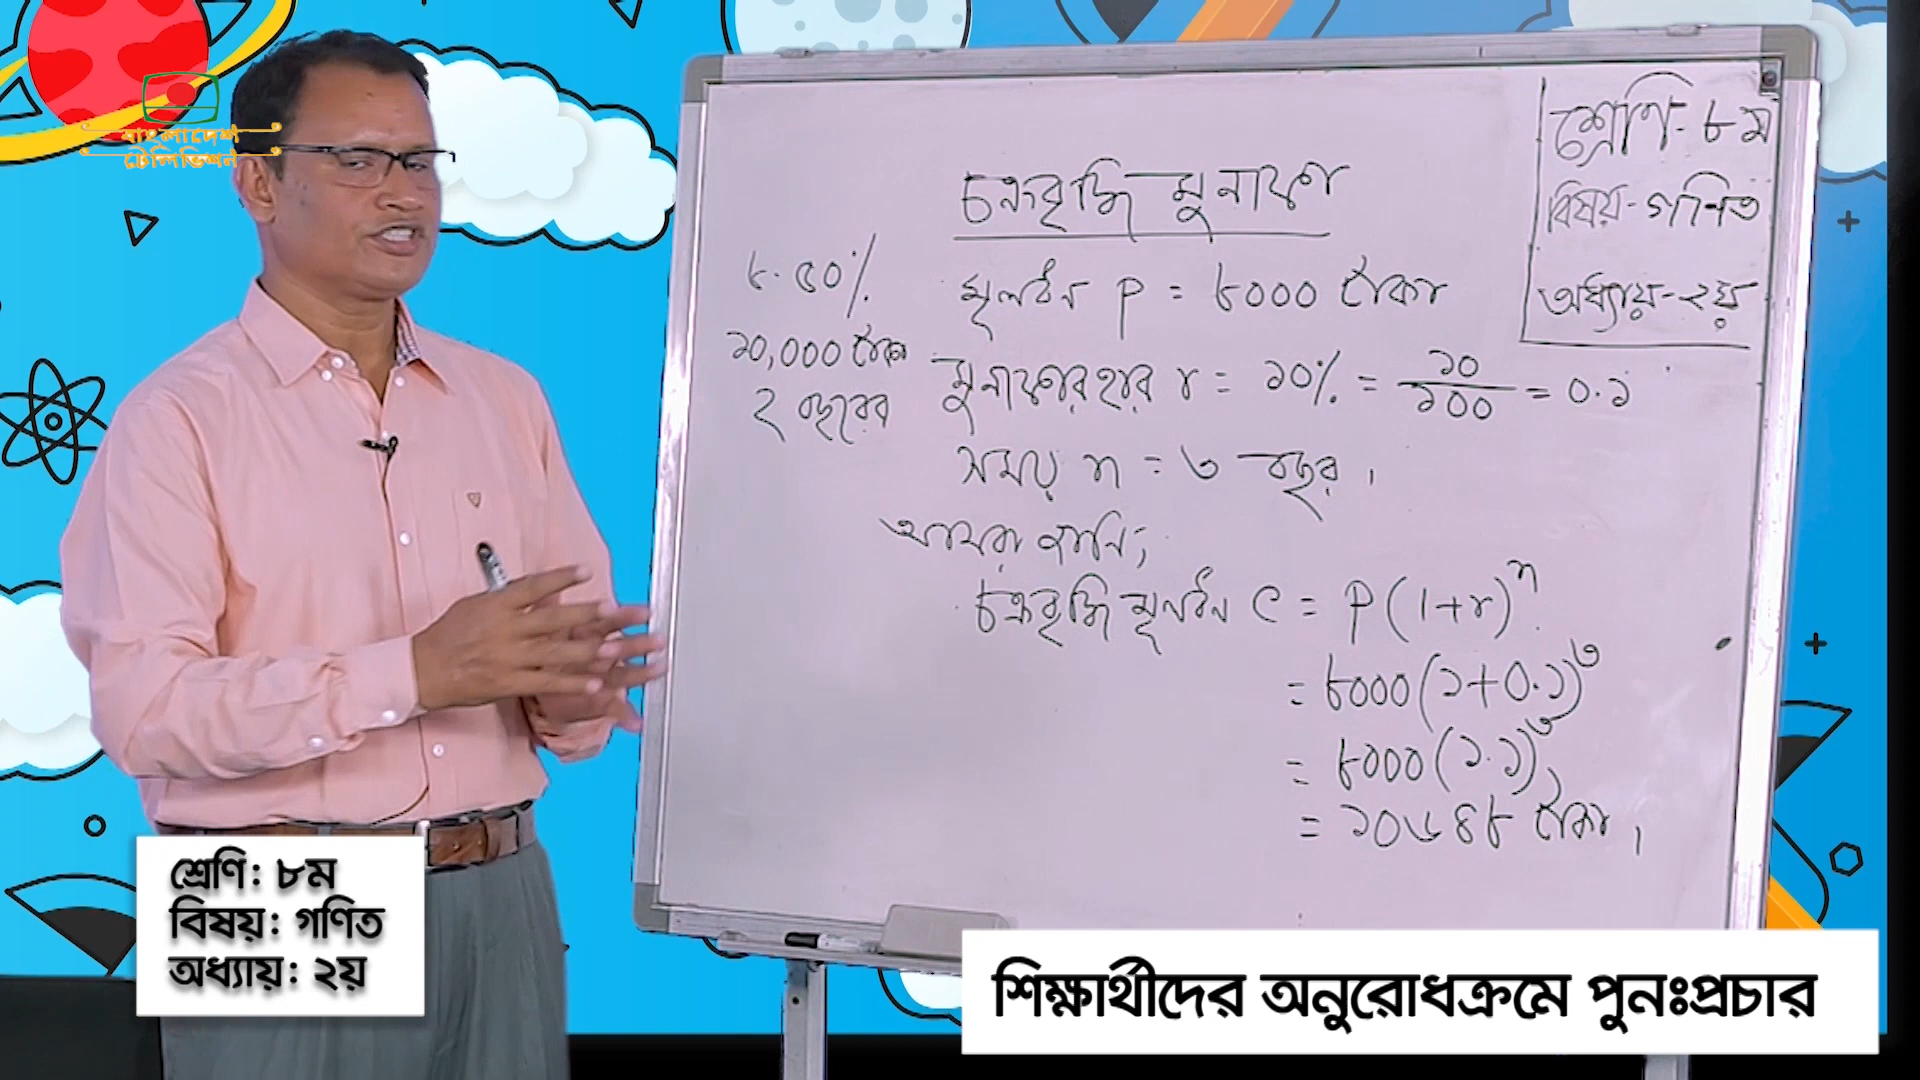 বাংলাদেশ
টেলিভিশন
শ্রেণি- ৮ম
বিষয়- গণিত
অধ্যায়- ২য়
চক্রবৃদ্ধি মুনাফা
৮.৫০%
১০,০০০ টাকা
২ বছরের
মূলধন P = ৮০০০ টাকা
মুনাফার হার r = ১০% = ১০/১০০ = ০.১
সময় n = ৩ বছর।
আমরা জানি,
চক্রবৃদ্ধি মূলধন C = P(1+r)^n
= ৮০০০(১+০.১)^৩
= ৮০০০(১.১)^৩
= ১০৬৪৮ টাকা।
শ্রেণি: ৮ম
বিষয়: গণিত
অধ্যায়: ২য়
শিক্ষার্থীদের অনুরোধক্রমে পুনঃপ্রচার